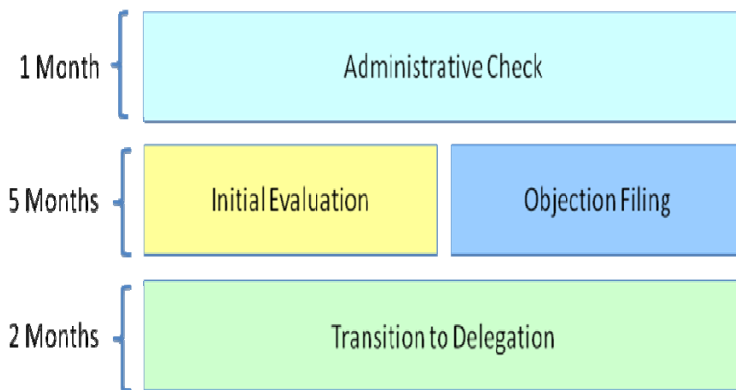 1 Month
Administrative Check
5 Months
Initial Evaluation
Objection Filing
2 Months
Transition to Delegation